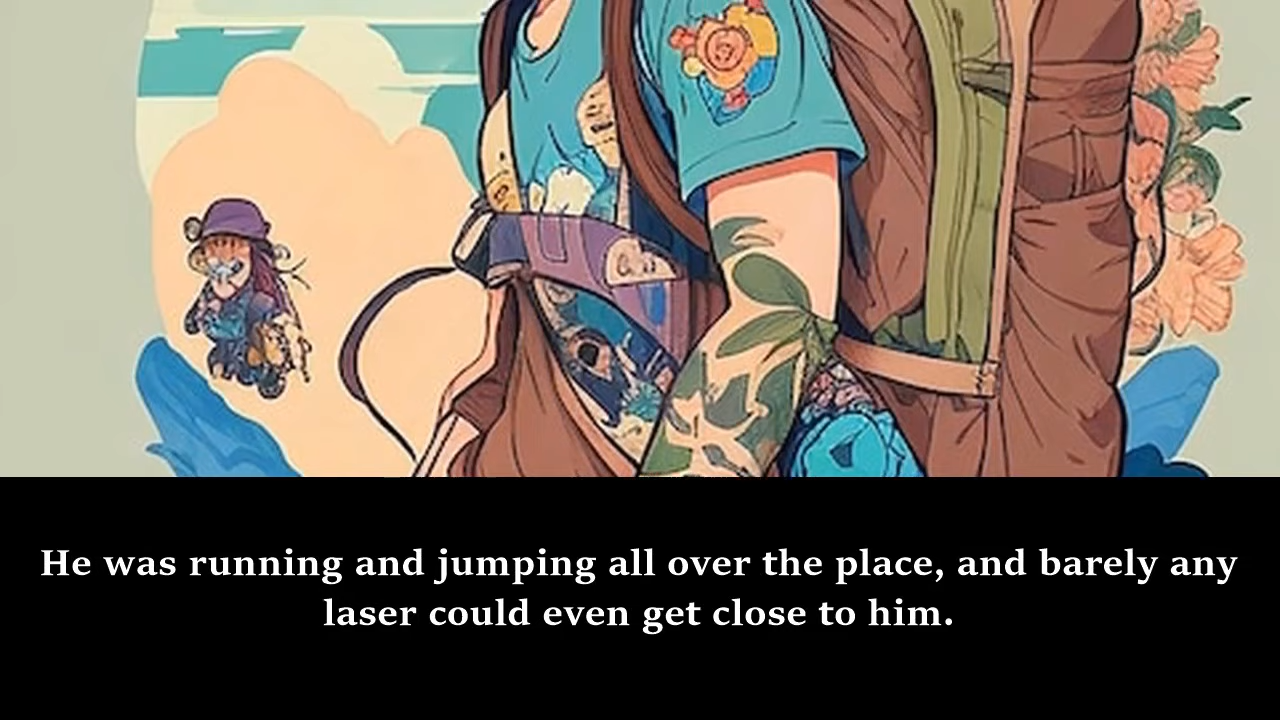 He was running and jumping all over the place, and barely any
laser could even get close to him.